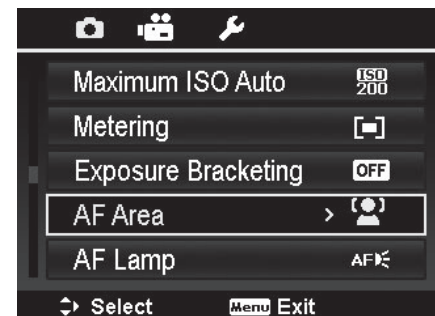 Maximum ISO Auto ISO 200
Metering
Exposure Bracketing OFF
AF Area >
AF Lamp AF
Select Menu Exit